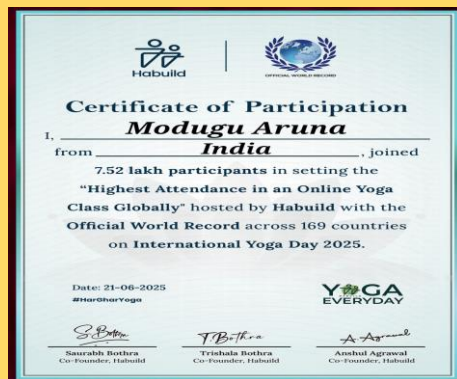 Habuild
OFFICIAL WORLD RECORD
Certificate of Participation
I, Modugu Aruna
from India, joined
7.52 lakh participants in setting the
“Highest Attendance in an Online Yoga
Class Globally” hosted by Habuild with the
Official World Record across 169 countries
on International Yoga Day 2025.
Date: 21-06-2025
#HarGharYoga
YOGA
EVERYDAY
S. Bothra
T. Bothra
A. Agrawal
Saurabh Bothra
Co-Founder, Habuild
Trishala Bothra
Co-Founder, Habuild
Anshul Agrawal
Co-Founder, Habuild